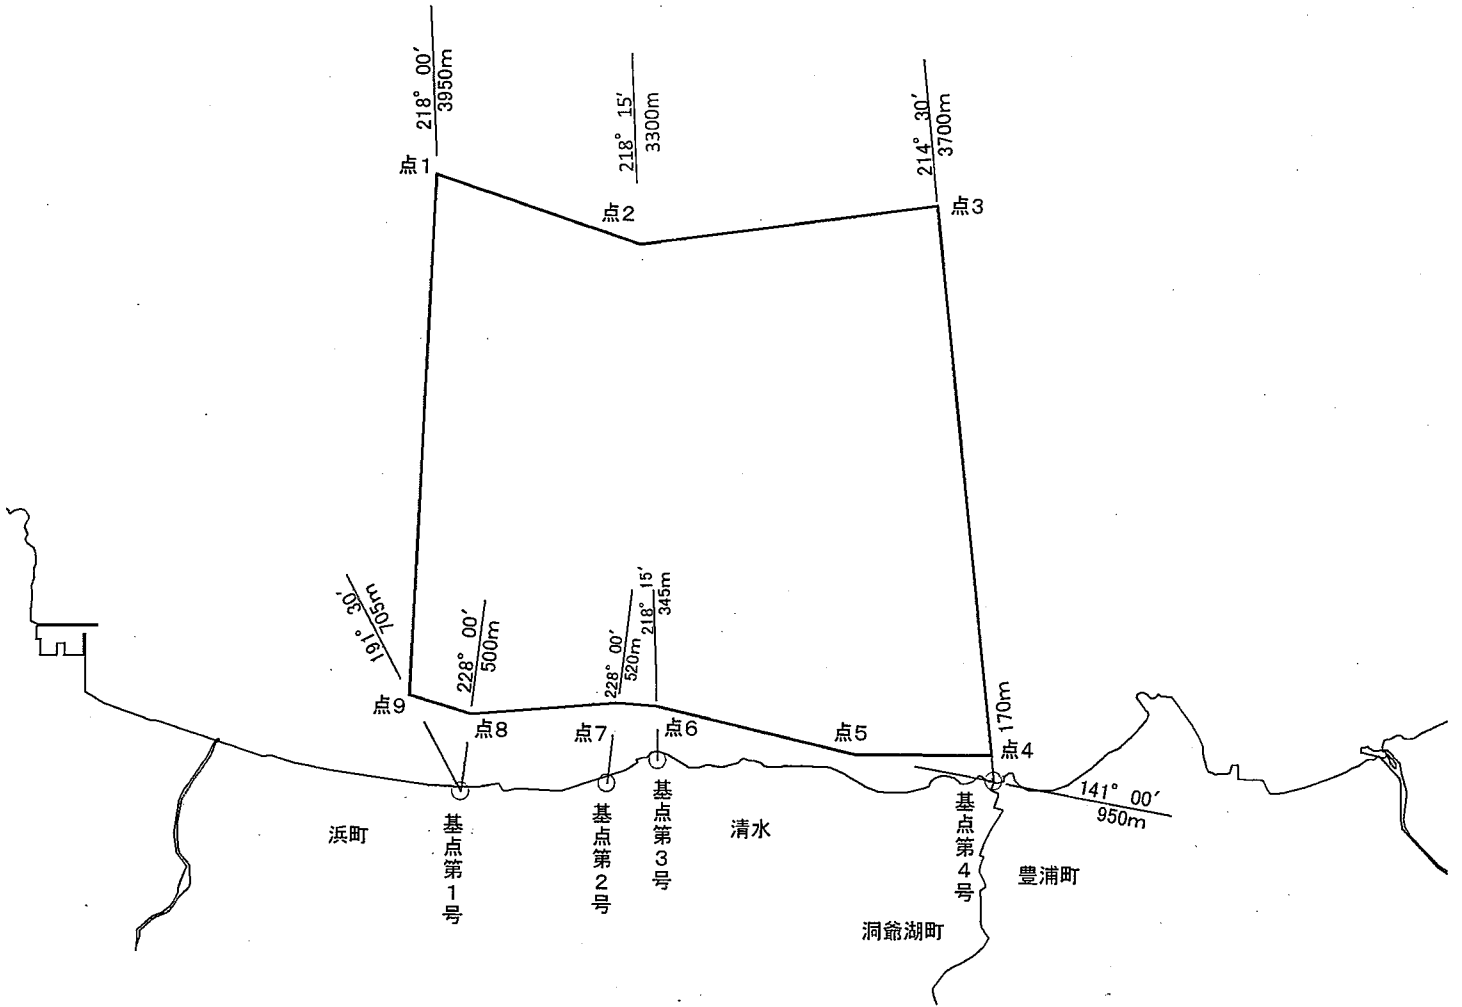 218° 00′
3950m
218° 15′
3300m
214° 30′
3700m
点1
点2
点3
191° 30′
705m
228° 00′
500m
228° 00′
520m
218° 15′
345m
170m
点9
点8
点7
点6
点5
点4
141° 00′
950m
基点第1号
基点第2号
基点第3号
基点第4号
浜町
清水
豊浦町
洞爺湖町